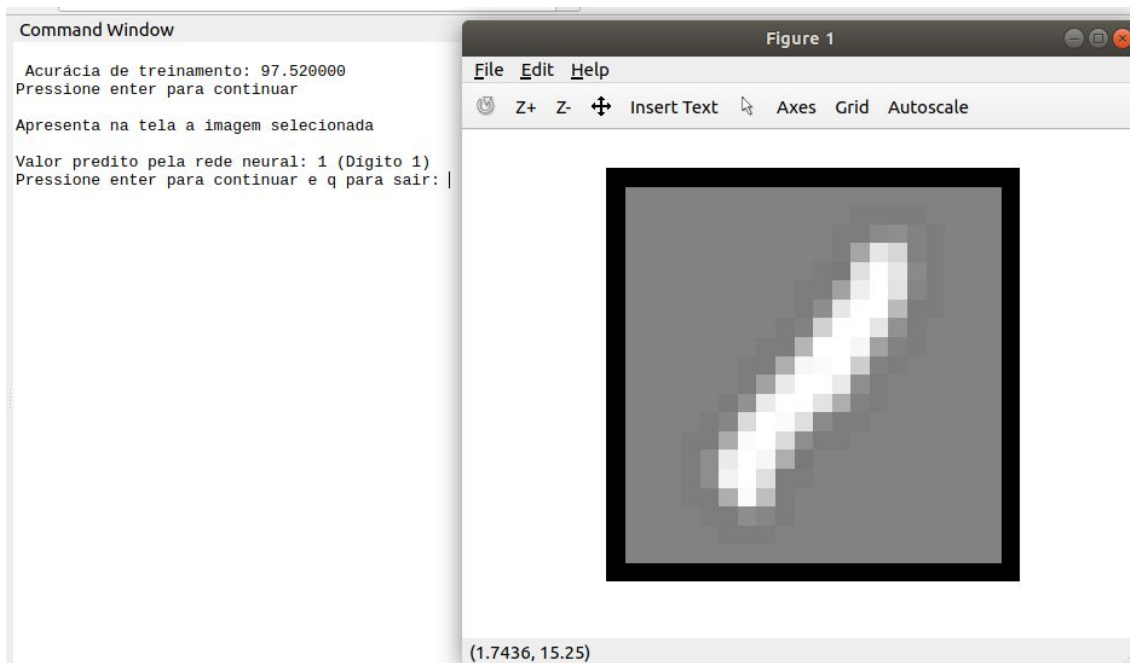 Command Window
Acurácia de treinamento: 97.520000
Pressione enter para continuar
Apresenta na tela a imagem selecionada
Valor predito pela rede neural: 1 (Dígito 1)
Pressione enter para continuar e q para sair:
Figure 1
File Edit Help
Z+ Z- Insert Text Axes Grid Autoscale
(1.7436, 15.25)